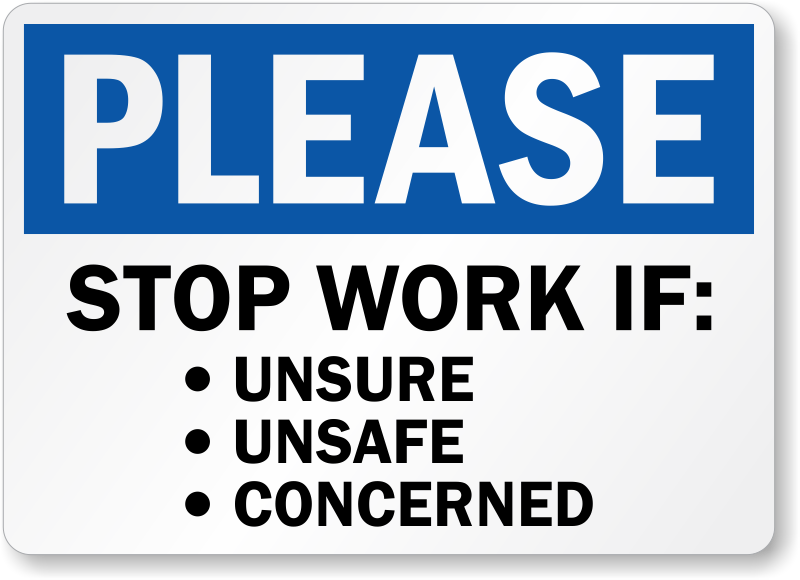 PLEASE
STOP WORK IF:
• UNSURE
• UNSAFE
• CONCERNED